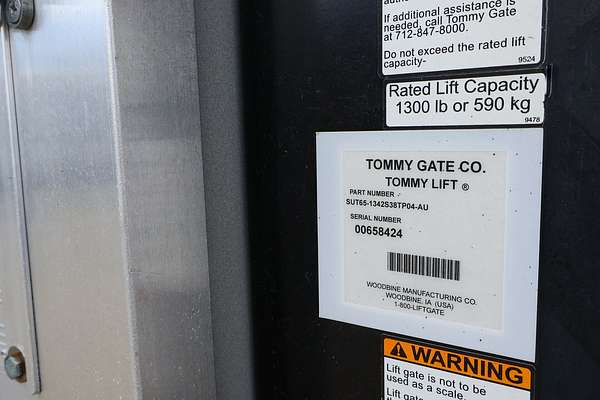 If additional assistance is
needed, call Tommy Gate
at 712-847-8000.
Do not exceed the rated lift
capacity-
9524
Rated Lift Capacity
1300 lb or 590 kg
9478
TOMMY GATE CO.
TOMMY LIFT ®
PART NUMBER
SUT65-1342S38TP04-AU
SERIAL NUMBER
00658424
WOODBINE MANUFACTURING CO.
WOODBINE, IA (USA)
1-800-LIFTGATE
WARNING
Lift gate is not to be
used as a scale.